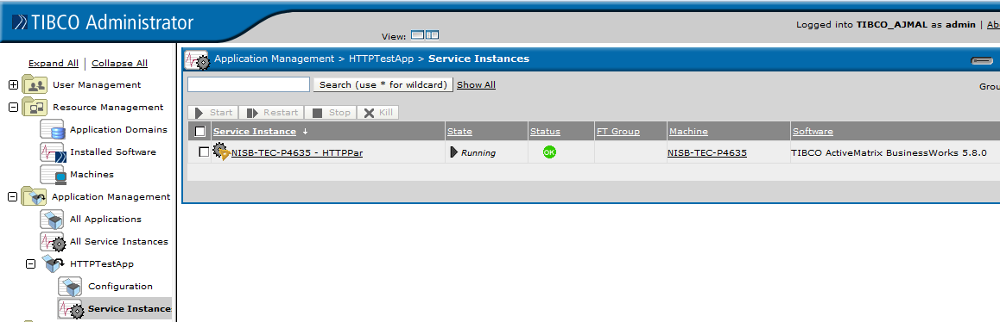 TIBCO Administrator
View:
Logged into TIBCO_AJMAL as admin |
Expand All | Collapse All
User Management
Resource Management
Application Domains
Installed Software
Machines
Application Management
All Applications
All Service Instances
HTTPTestApp
Configuration
Service Instance
Application Management > HTTPTestApp > Service Instances
Search (use * for wildcard) Show All
Start Restart Stop Kill
Service Instance State Status FT Group Machine Software
NISB-TEC-P4635 - HTTPPar Running OK NISB-TEC-P4635 TIBCO ActiveMatrix BusinessWorks 5.8.0